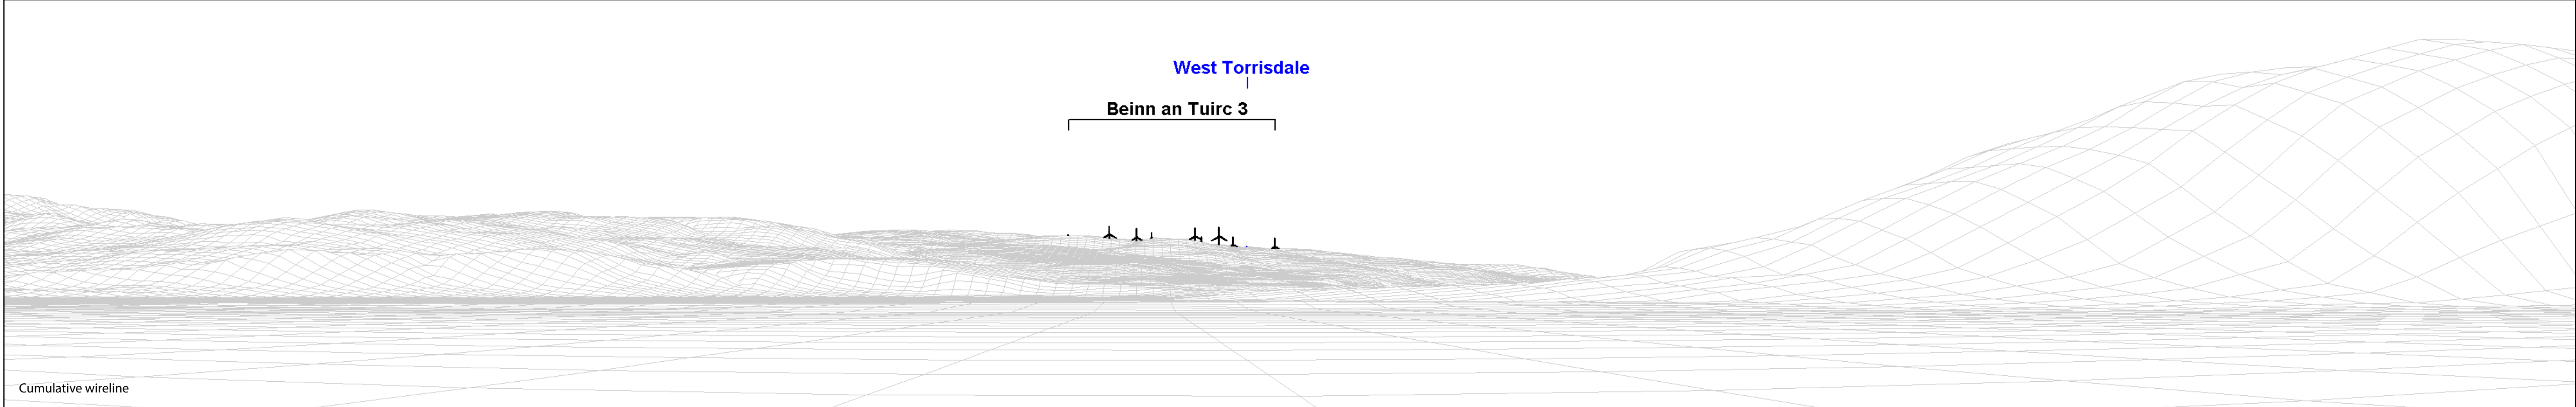 West Torrisdale
Beinn an Tuirc 3
Cumulative wireline